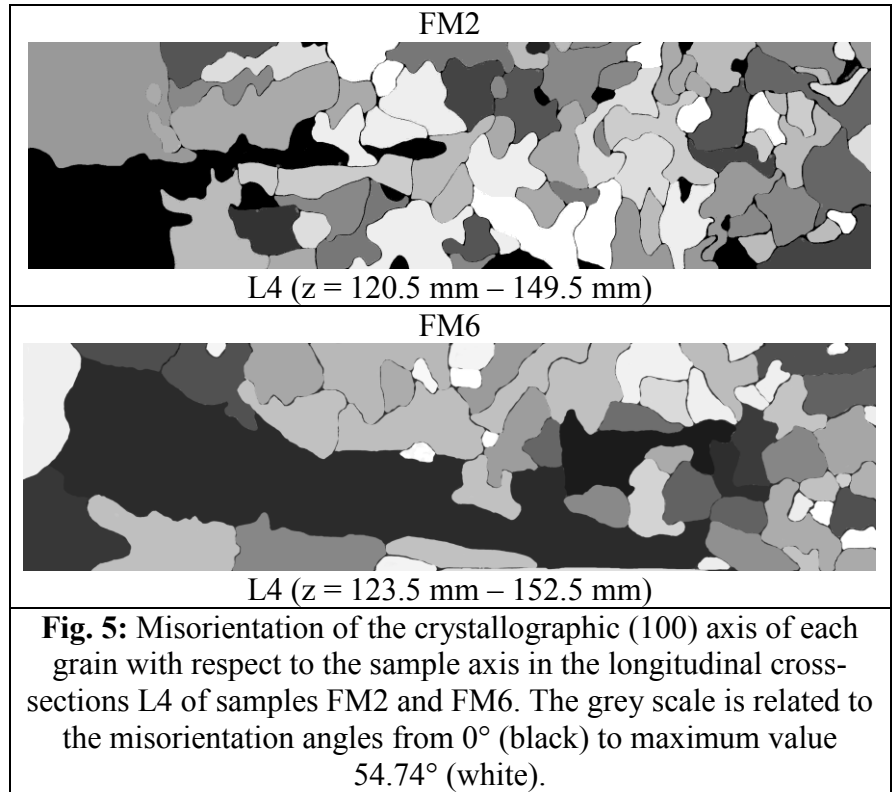 FM2
L4 (z = 120.5 mm – 149.5 mm)
FM6
L4 (z = 123.5 mm – 152.5 mm)
Fig. 5: Misorientation of the crystallographic (100) axis of each
grain with respect to the sample axis in the longitudinal cross-
sections L4 of samples FM2 and FM6. The grey scale is related to
the misorientation angles from 0° (black) to maximum value
54.74° (white).